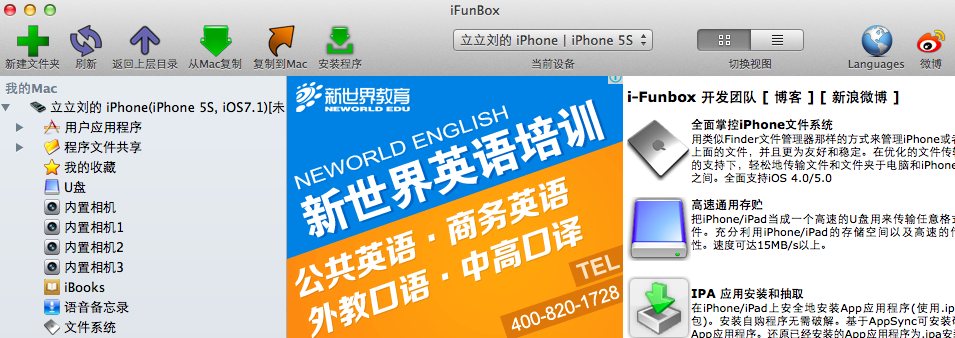 iFunBox
新建文件夹
刷新
返回上层目录
从Mac复制
复制到Mac
安装程序
立立刘的 iPhone | iPhone 5S
当前设备
切换视图
Languages
微博
我的Mac
立立刘的 iPhone(iPhone 5S, iOS7.1)[未
用户应用程序
程序文件共享
我的收藏
U盘
内置相机
内置相机1
内置相机2
内置相机3
iBooks
语音备忘录
文件系统
新世界教育
NEWORLD EDU
NEWORLD ENGLISH
新世界英语培训
公共英语·商务英语
外教口语·中高口译
TEL
400-820-1728
i-Funbox 开发团队 [ 博客 ] [ 新浪微博 ]
全面掌控iPhone文件系统
用类似Finder文件管理器那样的方式来管理iPhone或者
上面的文件，并且更为友好和稳定。在优化的文件传输
的支持下，轻松地传输文件和文件夹于电脑和iPhone
之间。全面支持iOS 4.0/5.0
高速通用存贮
把iPhone/iPad当成一个高速的U盘用来传输任意格式
件。充分利用iPhone/iPad的存储空间以及高速的传
性。速度可达15MB/s以上。
IPA 应用安装和抽取
在iPhone/iPad上安全地安装App应用程序(使用.ip
包)。安装自购程序无需破解。基于AppSync可安装破
App应用程序。还原已经安装的App应用程序为.ipa安装